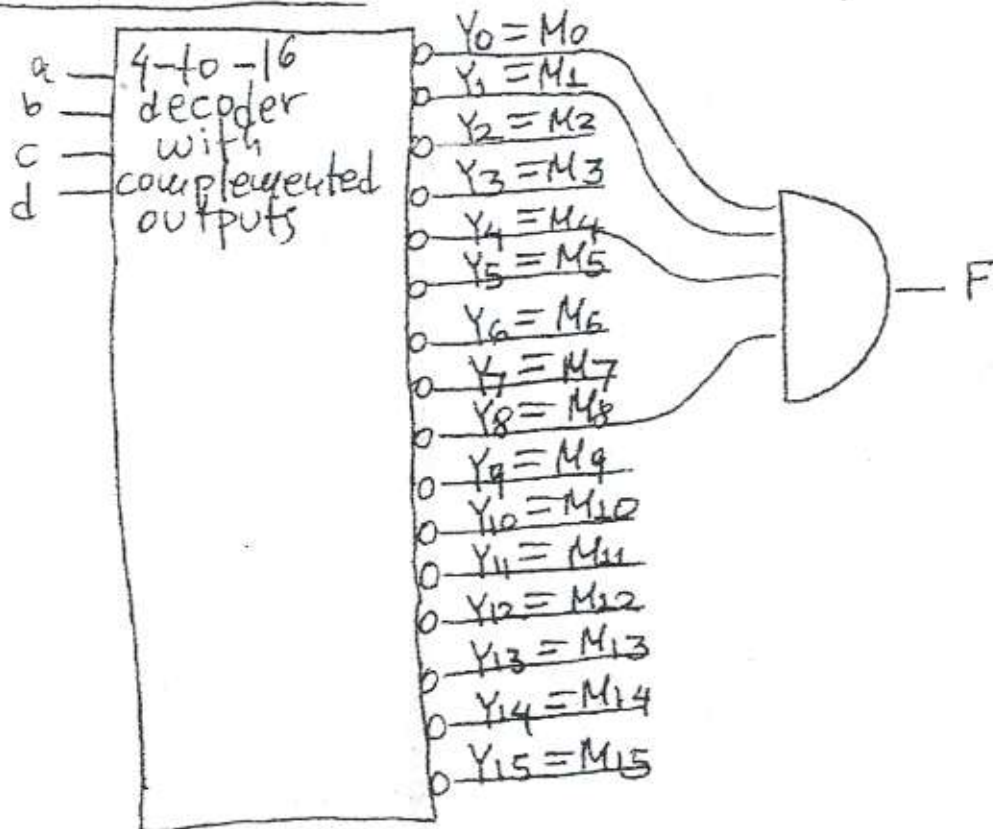 a
b
c
d
4-to-16
decoder
with
complemented
outputs
Y0 = M0
Y1 = M1
Y2 = M2
Y3 = M3
Y4 = M4
Y5 = M5
Y6 = M6
Y7 = M7
Y8 = M8
Y9 = M9
Y10 = M10
Y11 = M11
Y12 = M12
Y13 = M13
Y14 = M14
Y15 = M15
F